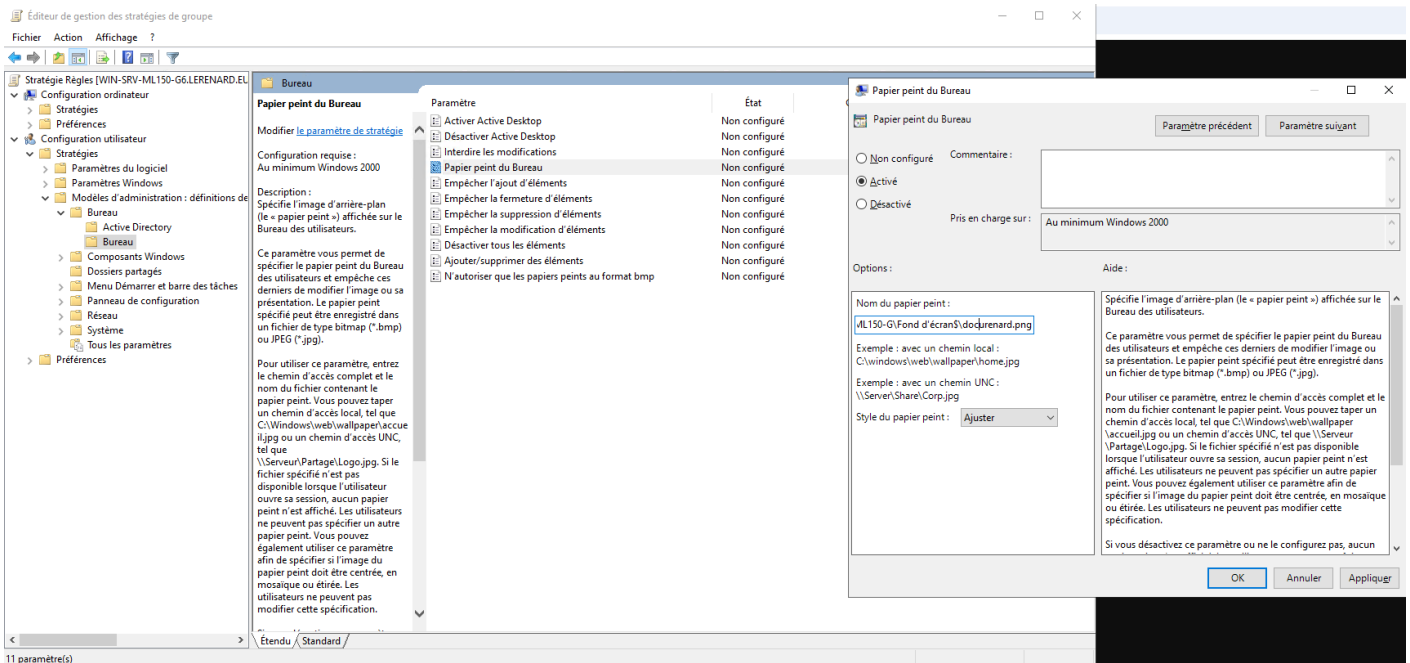 Éditeur de gestion des stratégies de groupe
Fichier Action Affichage ?
Stratégie Règles [WIN-SRV-ML150-G6.LERENARD.EU
Configuration ordinateur
Stratégies
Préférences
Configuration utilisateur
Stratégies
Paramètres du logiciel
Paramètres Windows
Modèles d'administration : définitions de
Bureau
Active Directory
Bureau
Composants Windows
Dossiers partagés
Menu Démarrer et barre des tâches
Panneau de configuration
Réseau
Système
Tous les paramètres
Préférences
Bureau
Papier peint du Bureau
Modifier le paramètre de stratégie
Configuration requise :
Au minimum Windows 2000
Description :
Spécifie l'image d'arrière-plan
(le « papier peint ») affichée sur le
Bureau des utilisateurs.
Ce paramètre vous permet de
spécifier le papier peint du Bureau
des utilisateurs et empêche ces
derniers de modifier l'image ou sa
présentation. Le papier peint
spécifié peut être enregistré dans
un fichier de type bitmap (*.bmp)
ou JPEG (*.jpg).
Pour utiliser ce paramètre, entrez
le chemin d'accès complet et le
nom du fichier contenant le
papier peint. Vous pouvez taper
un chemin d'accès local, tel que
C:\Windows\web\wallpaper\accue
il.jpg ou un chemin d'accès UNC,
tel que
\\Serveur\Partage\Logo.jpg. Si le
fichier spécifié n'est pas
disponible lorsque l'utilisateur
ouvre sa session, aucun papier
peint n'est affiché. Les utilisateurs
ne peuvent pas spécifier un autre
papier peint. Vous pouvez
également utiliser ce paramètre
afin de spécifier si l'image du
papier peint doit être centrée, en
mosaïque ou étirée. Les
utilisateurs ne peuvent pas
modifier cette spécification.
Paramètre État
Activer Active Desktop Non configuré
Désactiver Active Desktop Non configuré
Interdire les modifications Non configuré
Papier peint du Bureau Non configuré
Empêcher l'ajout d'éléments Non configuré
Empêcher la fermeture d'éléments Non configuré
Empêcher la suppression d'éléments Non configuré
Empêcher la modification d'éléments Non configuré
Désactiver tous les éléments Non configuré
Ajouter/supprimer des éléments Non configuré
N'autoriser que les papiers peints au format bmp Non configuré
Étendu Standard
11 paramètre(s)
Papier peint du Bureau
Papier peint du Bureau
Paramètre précédent Paramètre suivant
Non configuré Commentaire :
Activé
Désactivé
Pris en charge sur : Au minimum Windows 2000
Options : Aide :
Nom du papier peint :
ML150-G\Fond d'écran$\docurenard.png
Exemple : avec un chemin local :
C:\windows\web\wallpaper\home.jpg
Exemple : avec un chemin UNC :
\\Server\Share\Corp.jpg
Style du papier peint : Ajuster
Spécifie l'image d'arrière-plan (le « papier peint ») affichée sur le
Bureau des utilisateurs.
Ce paramètre vous permet de spécifier le papier peint du Bureau
des utilisateurs et empêche ces derniers de modifier l'image ou
sa présentation. Le papier peint spécifié peut être enregistré dans
un fichier de type bitmap (*.bmp) ou JPEG (*.jpg).
Pour utiliser ce paramètre, entrez le chemin d'accès complet et le
nom du fichier contenant le papier peint. Vous pouvez taper un
chemin d'accès local, tel que C:\Windows\web\wallpaper
\accueil.jpg ou un chemin d'accès UNC, tel que \\Serveur
\Partage\Logo.jpg. Si le fichier spécifié n'est pas disponible
lorsque l'utilisateur ouvre sa session, aucun papier peint n'est
affiché. Les utilisateurs ne peuvent pas spécifier un autre papier
peint. Vous pouvez également utiliser ce paramètre afin de
spécifier si l'image du papier peint doit être centrée, en mosaïque
ou étirée. Les utilisateurs ne peuvent pas modifier cette
spécification.
Si vous désactivez ce paramètre ou ne le configurez pas, aucun
OK Annuler Appliquer